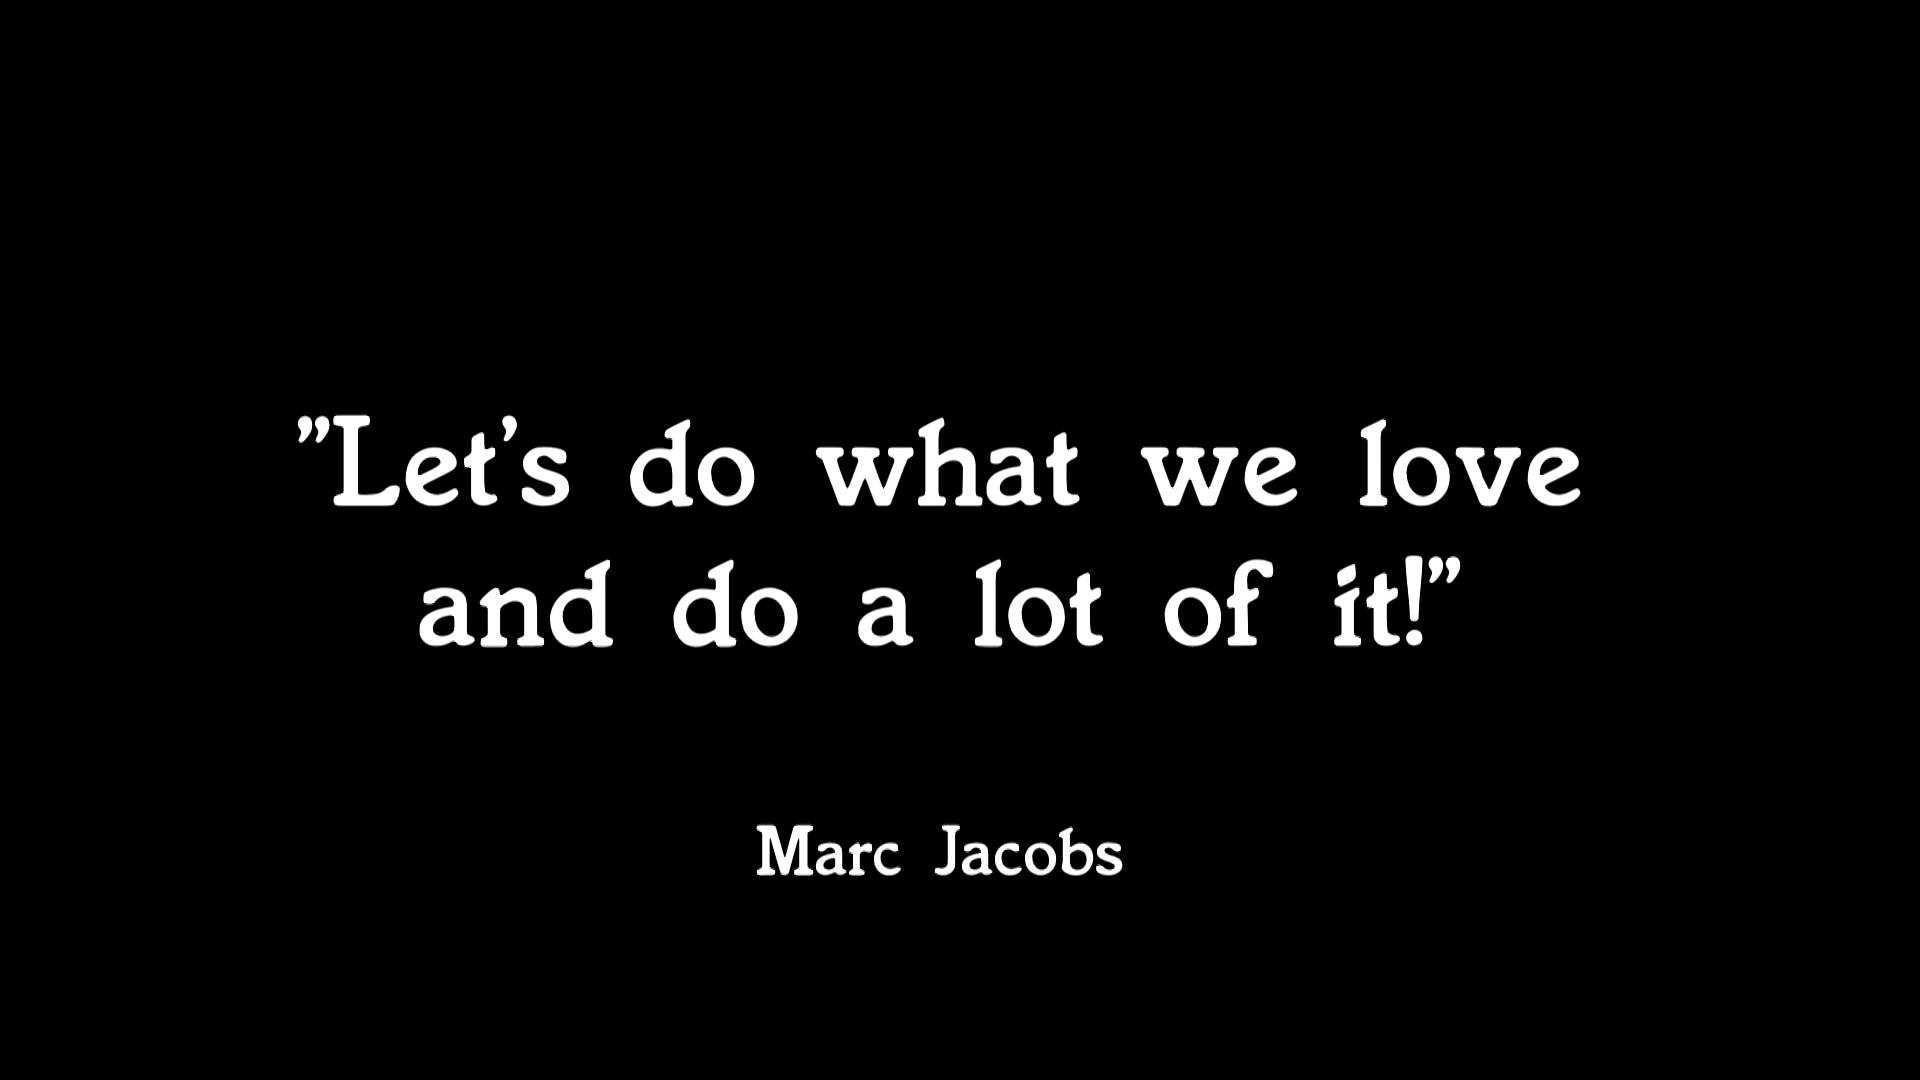 ”Let’s do what we love
and do a lot of it!”
Marc Jacobs